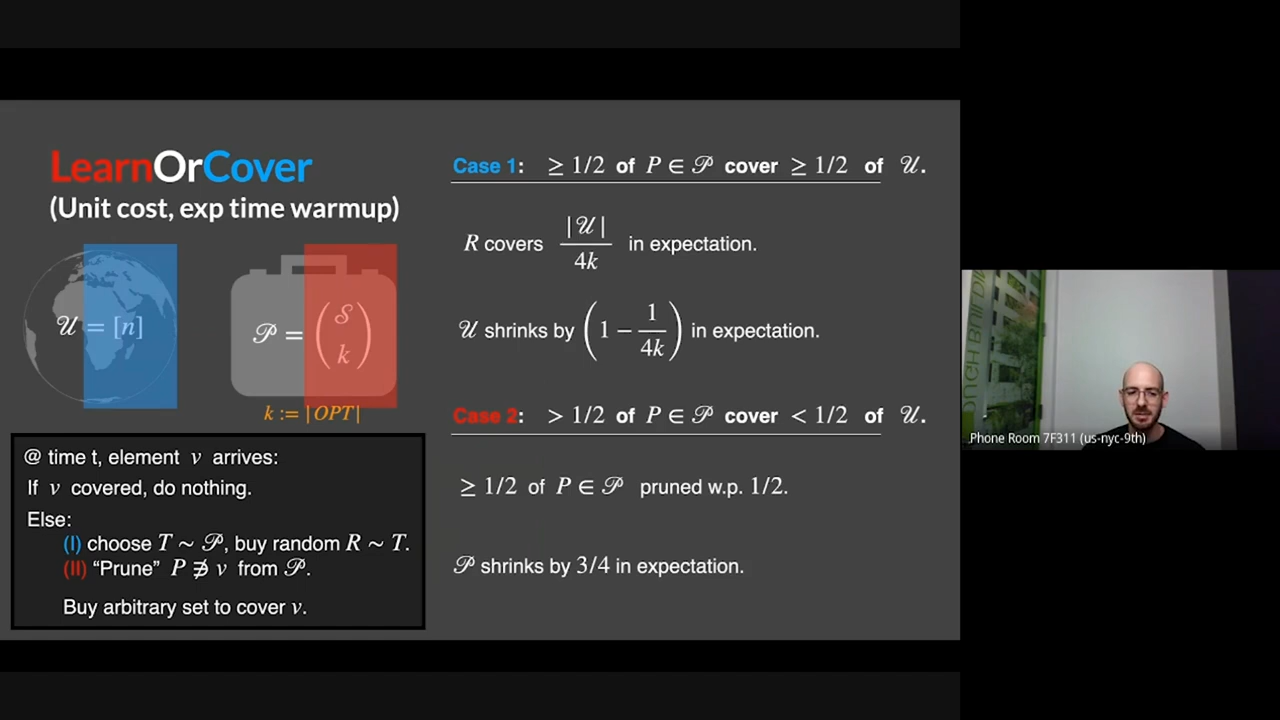 LearnOrCover
(Unit cost, exp time warmup)
𝒰 = [n]
𝒫 = (𝒮 k)
k := |OPT|
@ time t, element v arrives:
If v covered, do nothing.
Else:
(I) choose T ∼ 𝒫, buy random R ∼ T.
(II) “Prune” P ∌ v from 𝒫.
Buy arbitrary set to cover v.
Case 1: ≥ 1/2 of P ∈ 𝒫 cover ≥ 1/2 of 𝒰.
R covers |𝒰| / 4k in expectation.
𝒰 shrinks by (1 − 1/4k) in expectation.
Case 2: > 1/2 of P ∈ 𝒫 cover < 1/2 of 𝒰.
≥ 1/2 of P ∈ 𝒫 pruned w.p. 1/2.
𝒫 shrinks by 3/4 in expectation.
Phone Room 7F311 (us-nyc-9th)